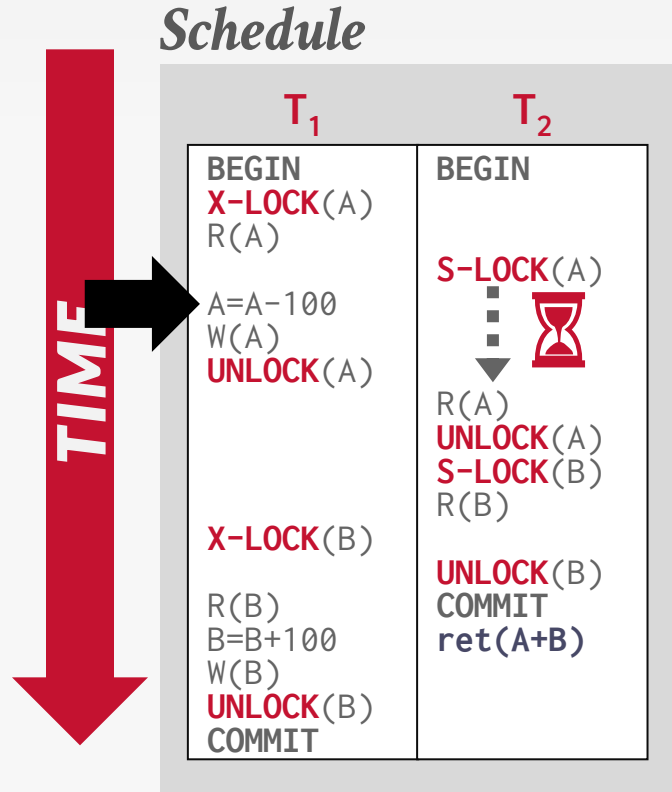 Schedule
TIME
T1 T2
BEGIN BEGIN
X-LOCK(A)
R(A)
S-LOCK(A)
A=A-100
W(A)
UNLOCK(A)
R(A)
UNLOCK(A)
S-LOCK(B)
R(B)
X-LOCK(B)
UNLOCK(B)
R(B) COMMIT
B=B+100 ret(A+B)
W(B)
UNLOCK(B)
COMMIT